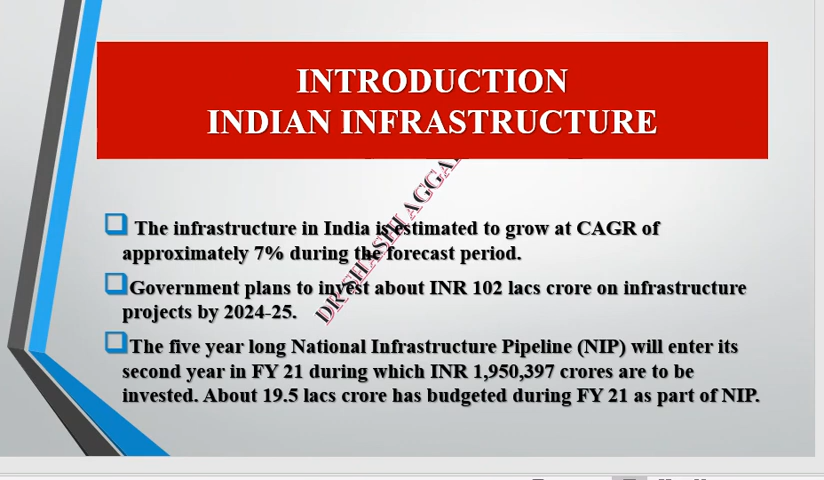 INTRODUCTION
INDIAN INFRASTRUCTURE
The infrastructure in India is estimated to grow at CAGR of
approximately 7% during the forecast period.
Government plans to invest about INR 102 lacs crore on infrastructure
projects by 2024-25.
The five year long National Infrastructure Pipeline (NIP) will enter its
second year in FY 21 during which INR 1,950,397 crores are to be
invested. About 19.5 lacs crore has budgeted during FY 21 as part of NIP.